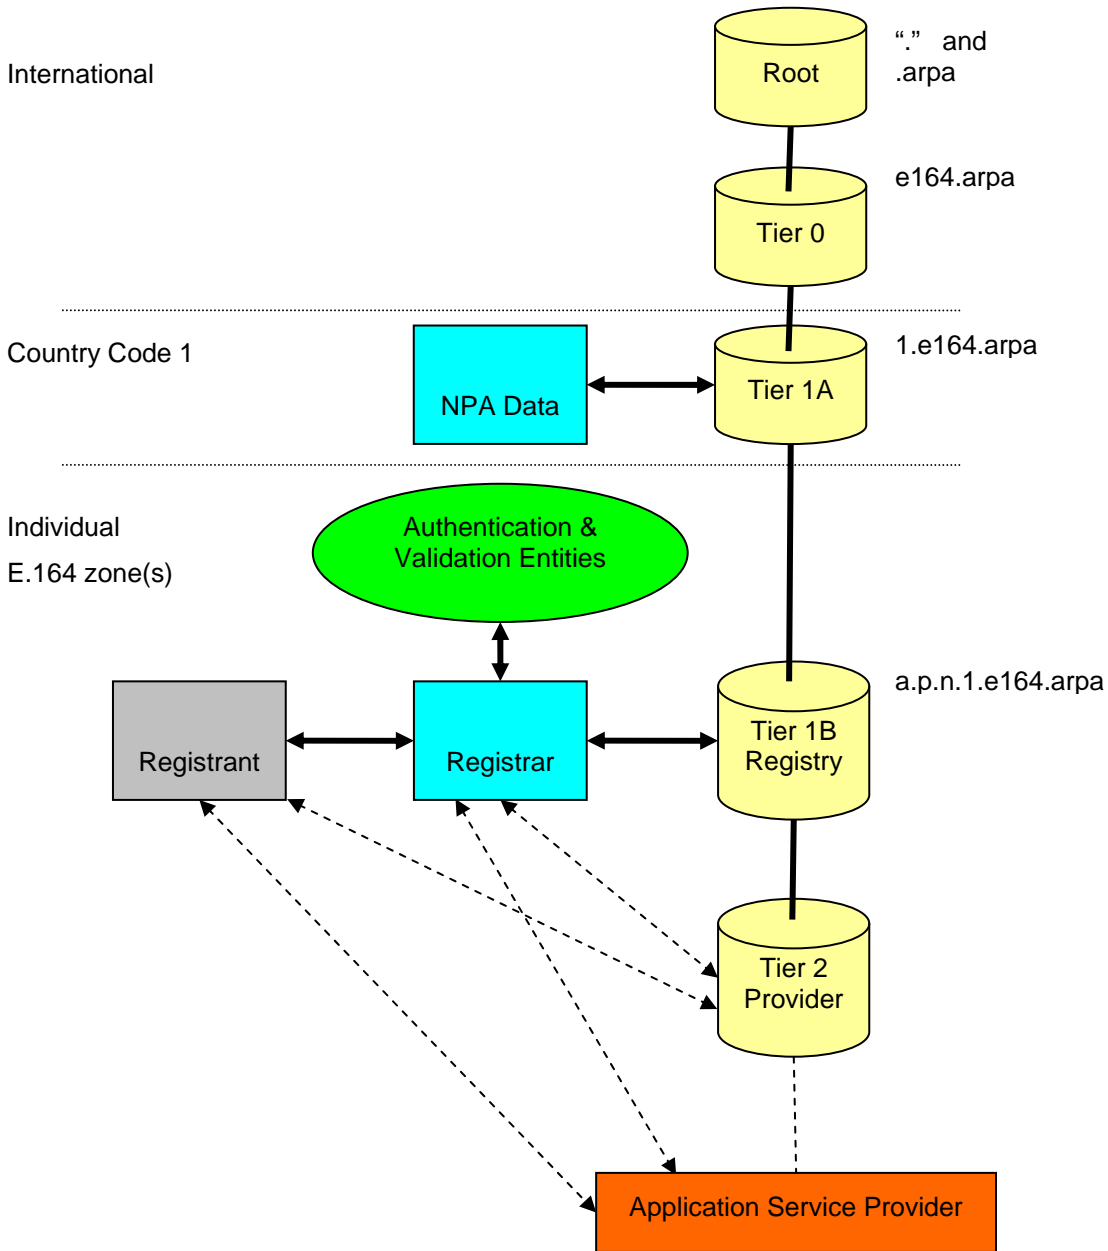 International
Root
“.” and
.arpa
Tier 0
e164.arpa
Country Code 1
NPA Data
Tier 1A
1.e164.arpa
Individual
E.164 zone(s)
Authentication &
Validation Entities
Registrant
Registrar
Tier 1B
Registry
a.p.n.1.e164.arpa
Tier 2
Provider
Application Service Provider